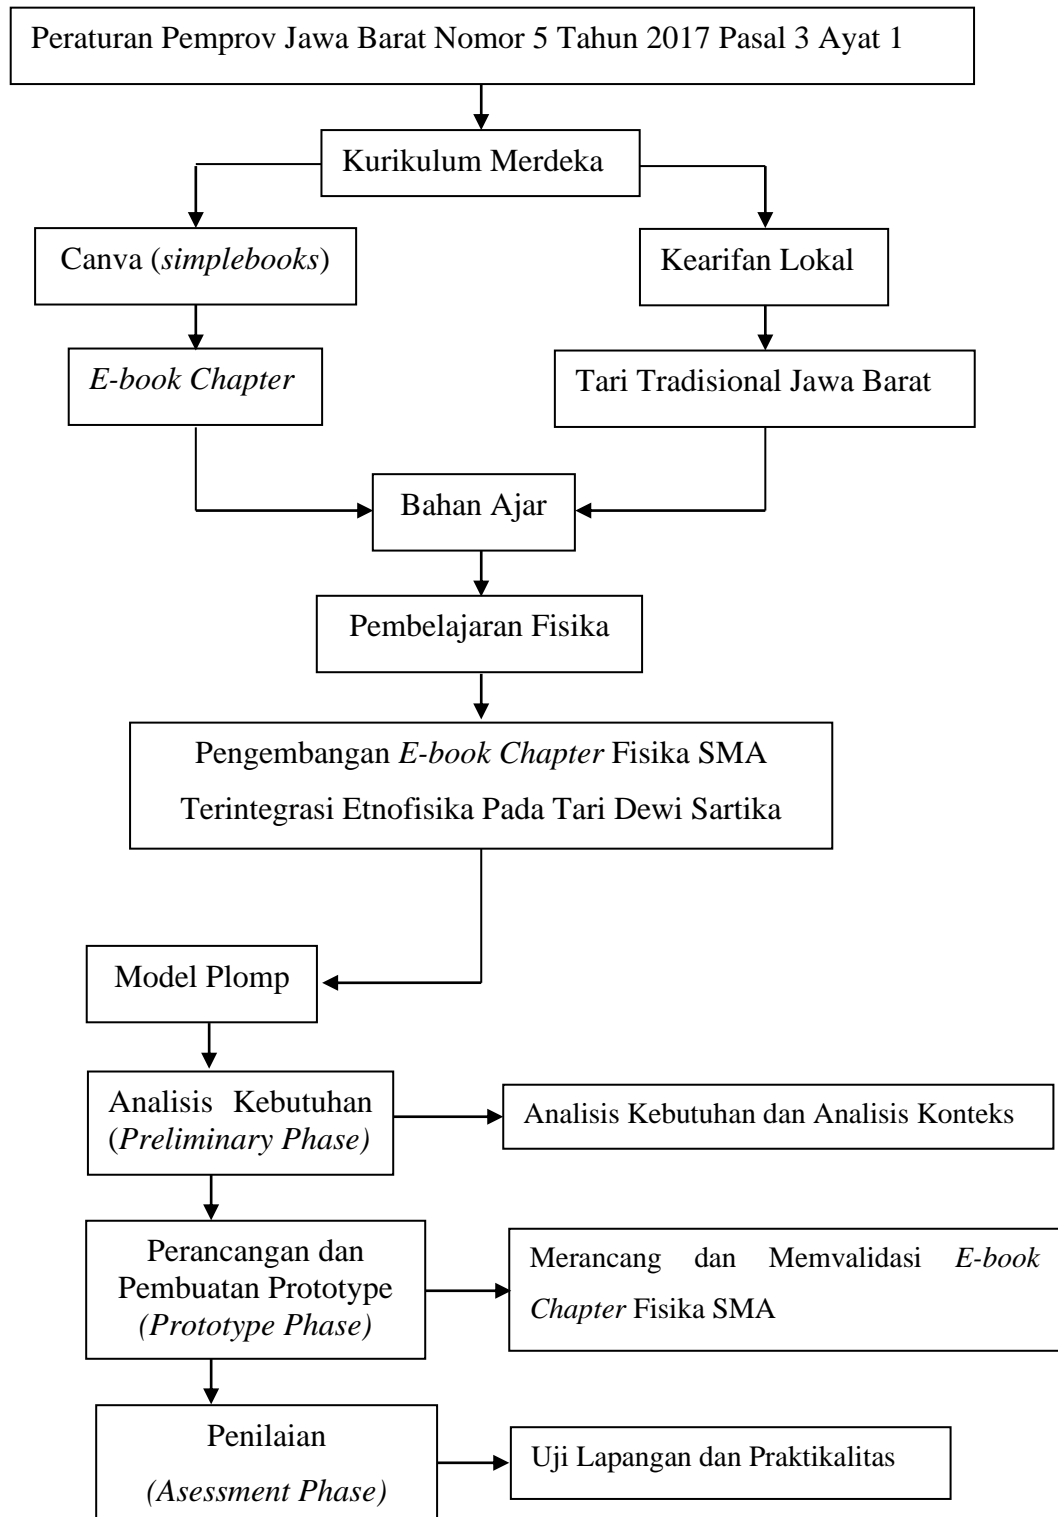 Peraturan Pemprov Jawa Barat Nomor 5 Tahun 2017 Pasal 3 Ayat 1
Kurikulum Merdeka
Canva (simplebooks)
Kearifan Lokal
E-book Chapter
Tari Tradisional Jawa Barat
Bahan Ajar
Pembelajaran Fisika
Pengembangan E-book Chapter Fisika SMA
Terintegrasi Etnofisika Pada Tari Dewi Sartika
Model Plomp
Analisis Kebutuhan
(Preliminary Phase)
Analisis Kebutuhan dan Analisis Konteks
Perancangan dan
Pembuatan Prototype
(Prototype Phase)
Merancang dan Memvalidasi E-book
Chapter Fisika SMA
Penilaian
(Asessment Phase)
Uji Lapangan dan Praktikalitas